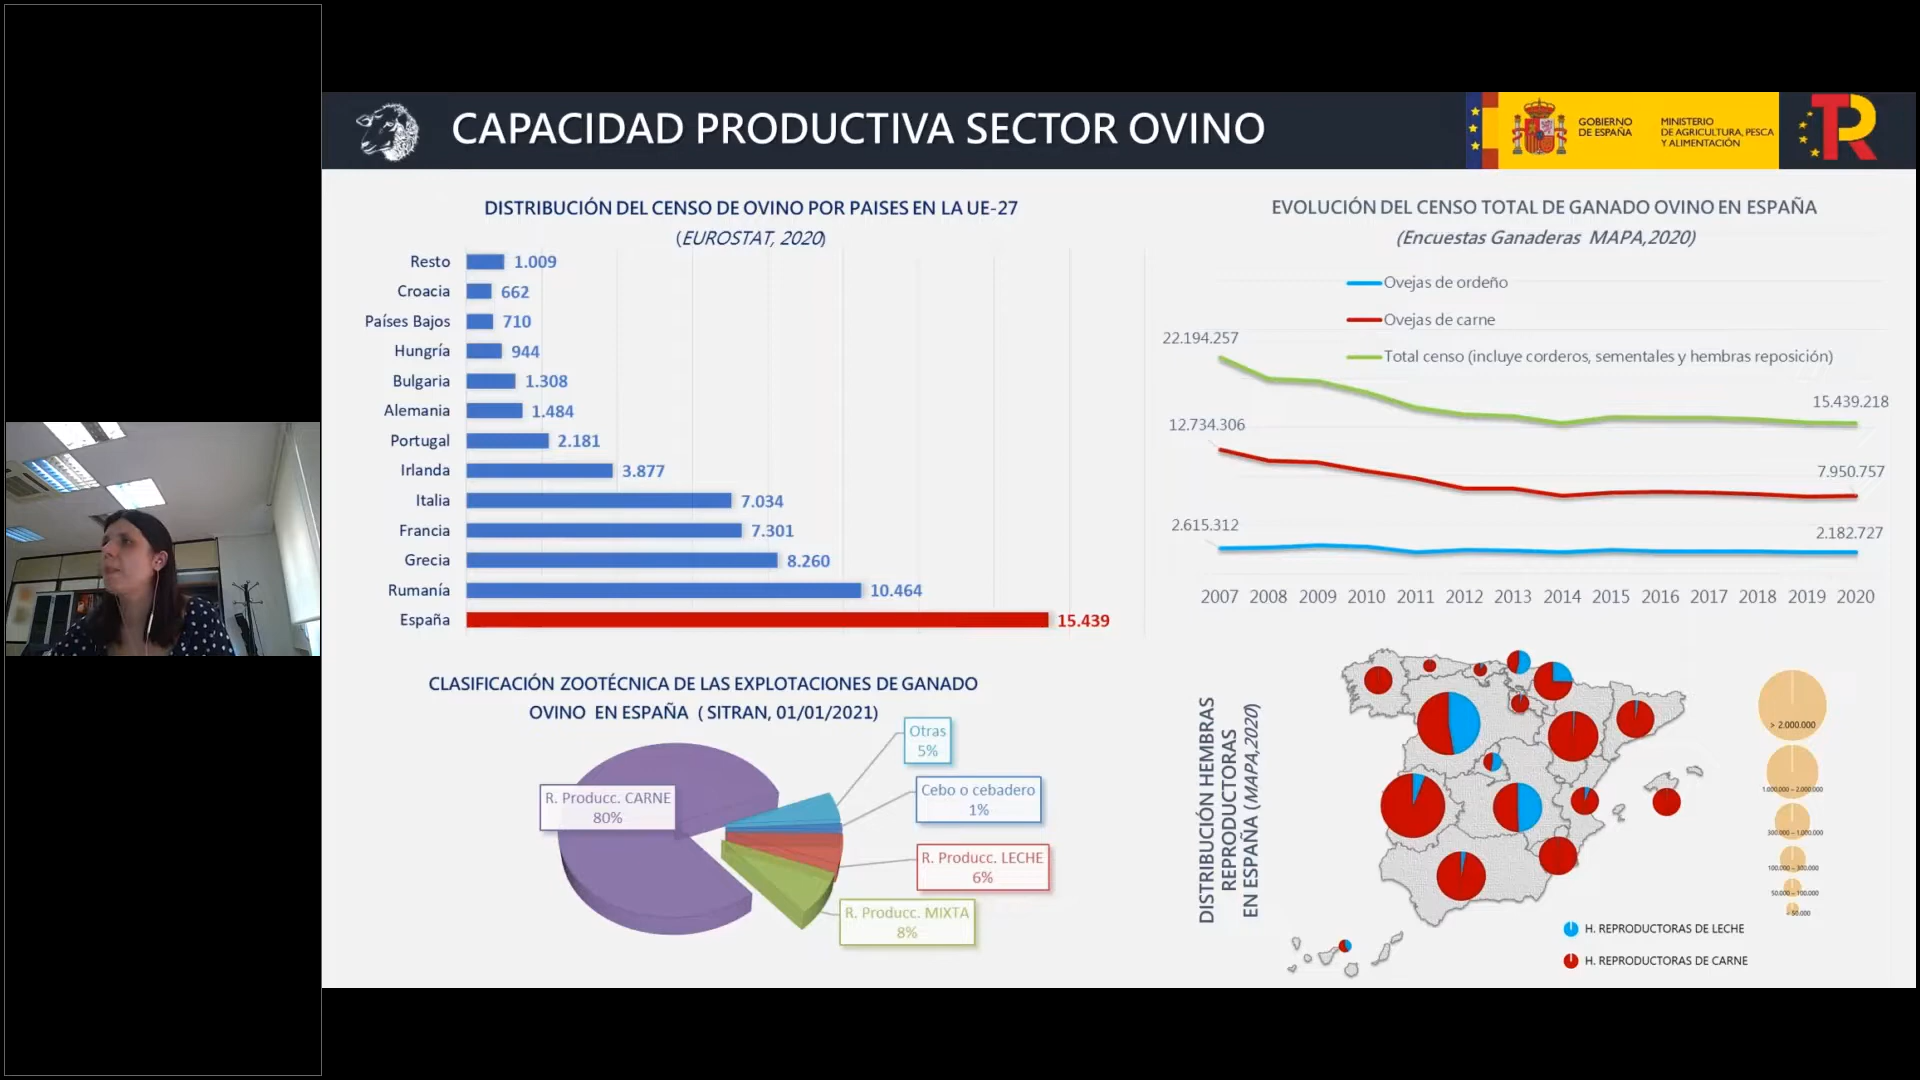 CAPACIDAD PRODUCTIVA SECTOR OVINO
GOBIERNO
DE ESPAÑA
MINISTERIO
DE AGRICULTURA, PESCA
Y ALIMENTACIÓN
TR
DISTRIBUCIÓN DEL CENSO DE OVINO POR PAISES EN LA UE-27
(EUROSTAT, 2020)
Resto 1.009
Croacia 662
Países Bajos 710
Hungría 944
Bulgaria 1.308
Alemania 1.484
Portugal 2.181
Irlanda 3.877
Italia 7.034
Francia 7.301
Grecia 8.260
Rumanía 10.464
España 15.439
EVOLUCIÓN DEL CENSO TOTAL DE GANADO OVINO EN ESPAÑA
(Encuestas Ganaderas MAPA,2020)
Ovejas de ordeño
Ovejas de carne
Total censo (incluye corderos, sementales y hembras reposición)
22.194.257
15.439.218
12.734.306
7.950.757
2.615.312
2.182.727
2007 2008 2009 2010 2011 2012 2013 2014 2015 2016 2017 2018 2019 2020
CLASIFICACIÓN ZOOTÉCNICA DE LAS EXPLOTACIONES DE GANADO
OVINO EN ESPAÑA ( SITRAN, 01/01/2021)
Otras
5%
Cebo o cebadero
1%
R. Producc. CARNE
80%
R. Producc. LECHE
6%
R. Producc. MIXTA
8%
DISTRIBUCIÓN HEMBRAS
REPRODUCTORAS
EN ESPAÑA (MAPA,2020)
> 2.000.000
1.000.000 – 2.000.000
300.000 – 1.000.000
100.000 – 300.000
50.000 – 100.000
< 50.000
H. REPRODUCTORAS DE LECHE
H. REPRODUCTORAS DE CARNE